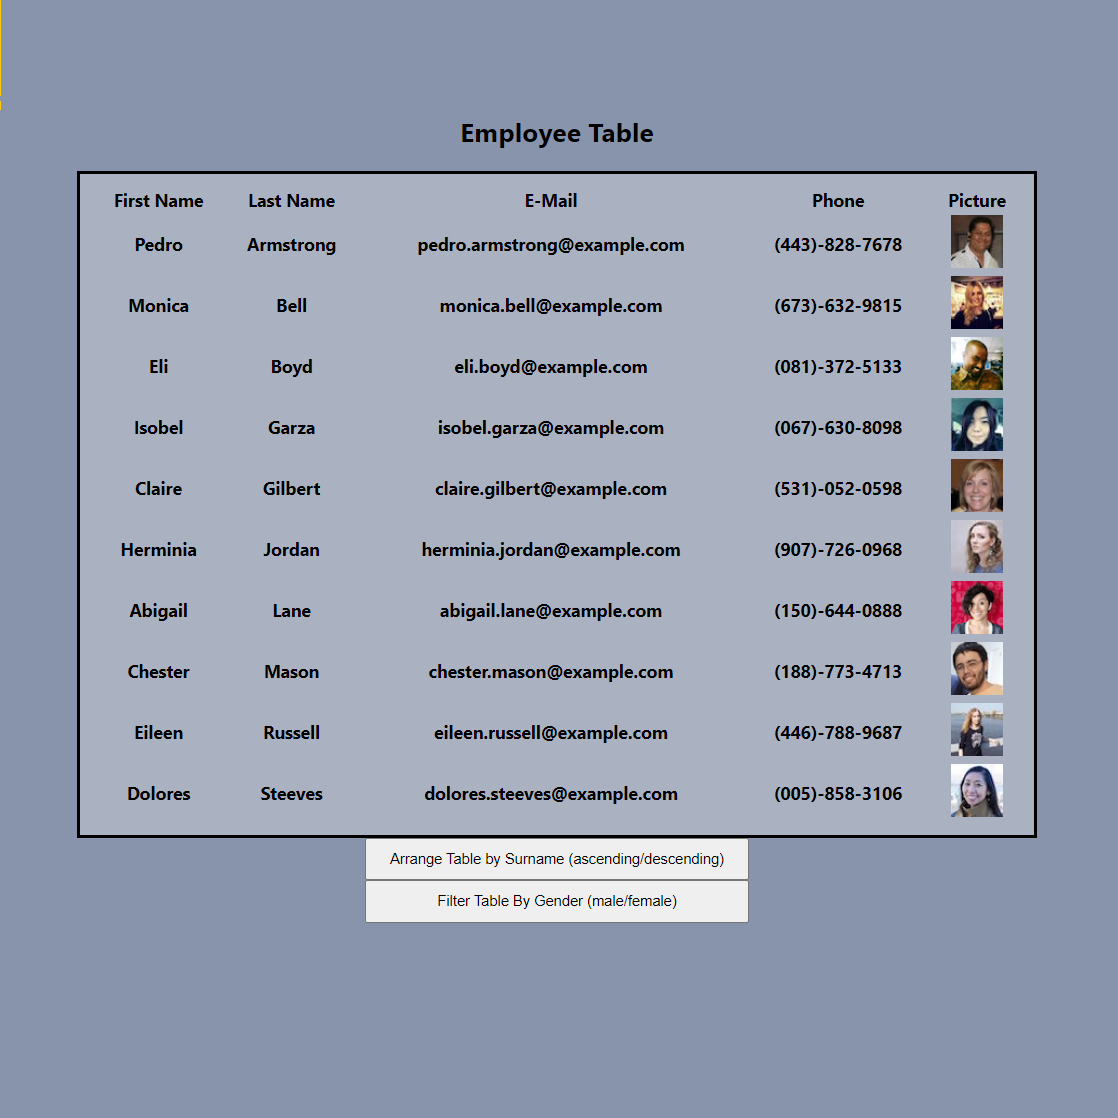 Employee Table
First Name Last Name E-Mail Phone Picture
Pedro Armstrong pedro.armstrong@example.com (443)-828-7678
Monica Bell monica.bell@example.com (673)-632-9815
Eli Boyd eli.boyd@example.com (081)-372-5133
Isobel Garza isobel.garza@example.com (067)-630-8098
Claire Gilbert claire.gilbert@example.com (531)-052-0598
Herminia Jordan herminia.jordan@example.com (907)-726-0968
Abigail Lane abigail.lane@example.com (150)-644-0888
Chester Mason chester.mason@example.com (188)-773-4713
Eileen Russell eileen.russell@example.com (446)-788-9687
Dolores Steeves dolores.steeves@example.com (005)-858-3106
Arrange Table by Surname (ascending/descending)
Filter Table By Gender (male/female)